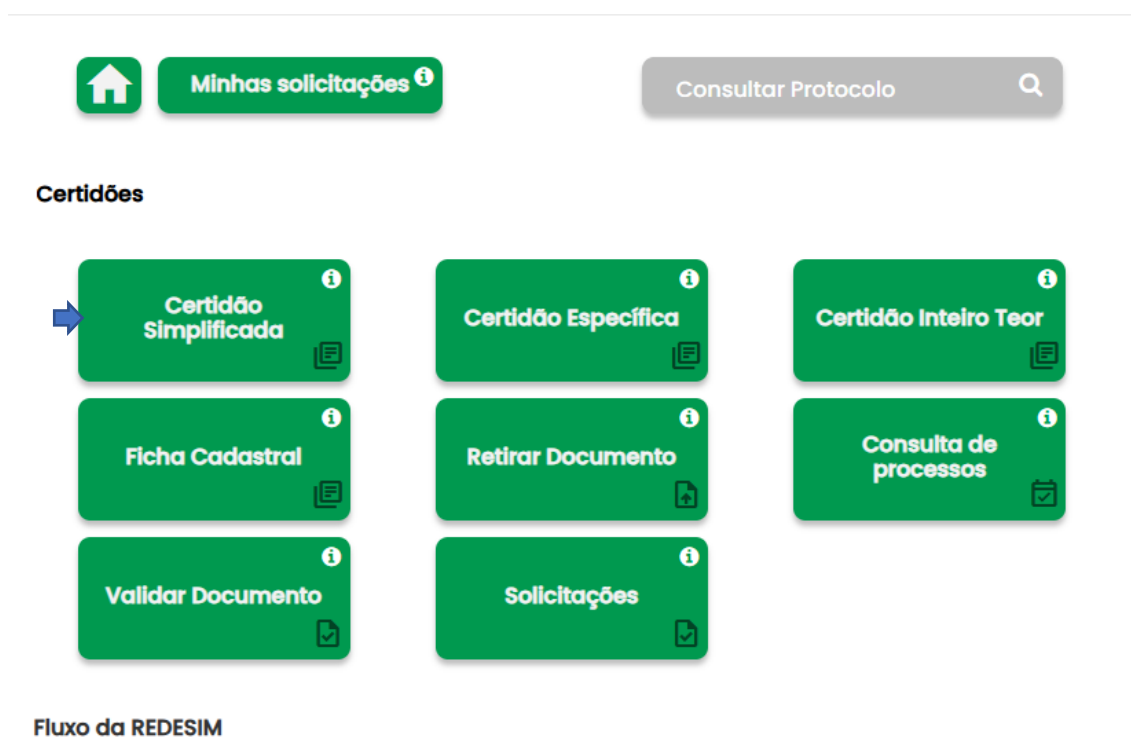 Minhas solicitações
Consultar Protocolo
Certidões
Certidão
Simplificada
Certidão Específica
Certidão Inteiro Teor
Ficha Cadastral
Retirar Documento
Consulta de
processos
Validar Documento
Solicitações
Fluxo da REDESIM